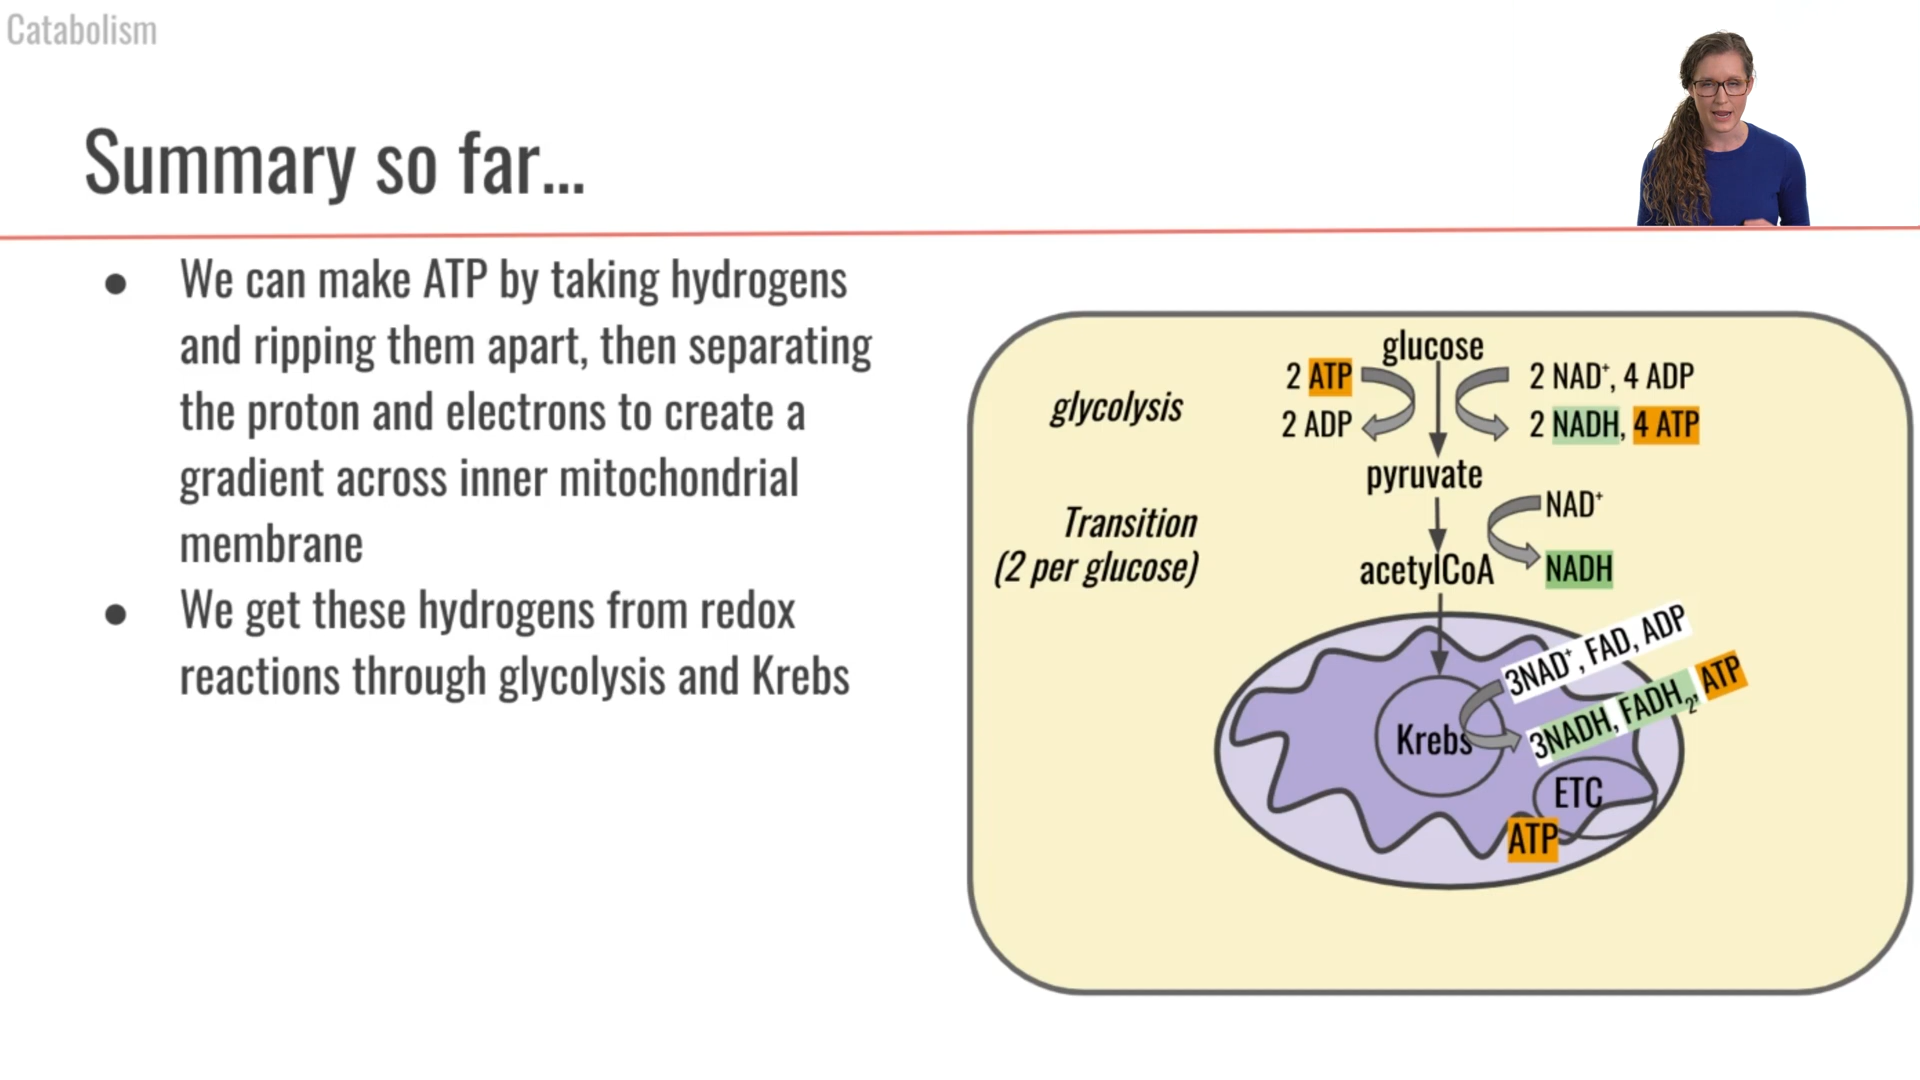 Catabolism
Summary so far...
● We can make ATP by taking hydrogens
and ripping them apart, then separating
the proton and electrons to create a
gradient across inner mitochondrial
membrane
● We get these hydrogens from redox
reactions through glycolysis and Krebs
glucose
2 ATP
2 NAD⁺, 4 ADP
glycolysis
2 ADP
2 NADH, 4 ATP
pyruvate
NAD⁺
Transition
(2 per glucose)
acetylCoA
NADH
3NAD⁺, FAD, ADP
3NADH, FADH₂, ATP
Krebs
ETC
ATP